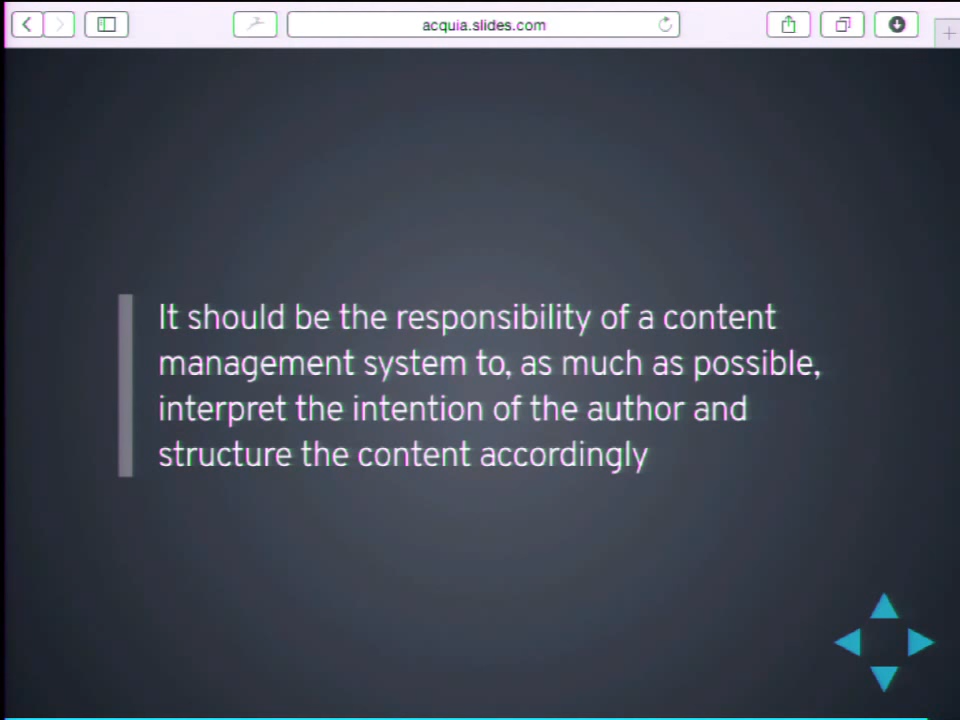 acquia.slides.com
It should be the responsibility of a content
management system to, as much as possible,
interpret the intention of the author and
structure the content accordingly